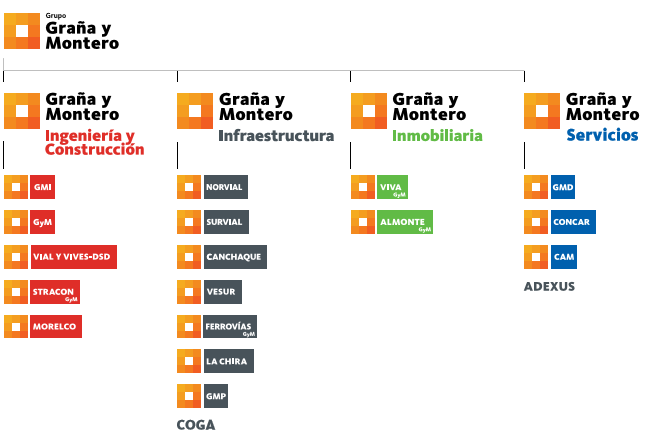 Grupo
Graña y
Montero
Graña y
Montero
Ingeniería y
Construcción
GMI
GyM
VIAL Y VIVES-DSD
STRACON
GyM
MORELCO
Graña y
Montero
Infraestructura
NORVIAL
SURVIAL
CANCHAQUE
VESUR
FERROVÍAS
GyM
LA CHIRA
GMP
COGA
Graña y
Montero
Inmobiliaria
VIVA
GyM
ALMONTE
GyM
Graña y
Montero
Servicios
GMD
CONCAR
CAM
ADEXUS